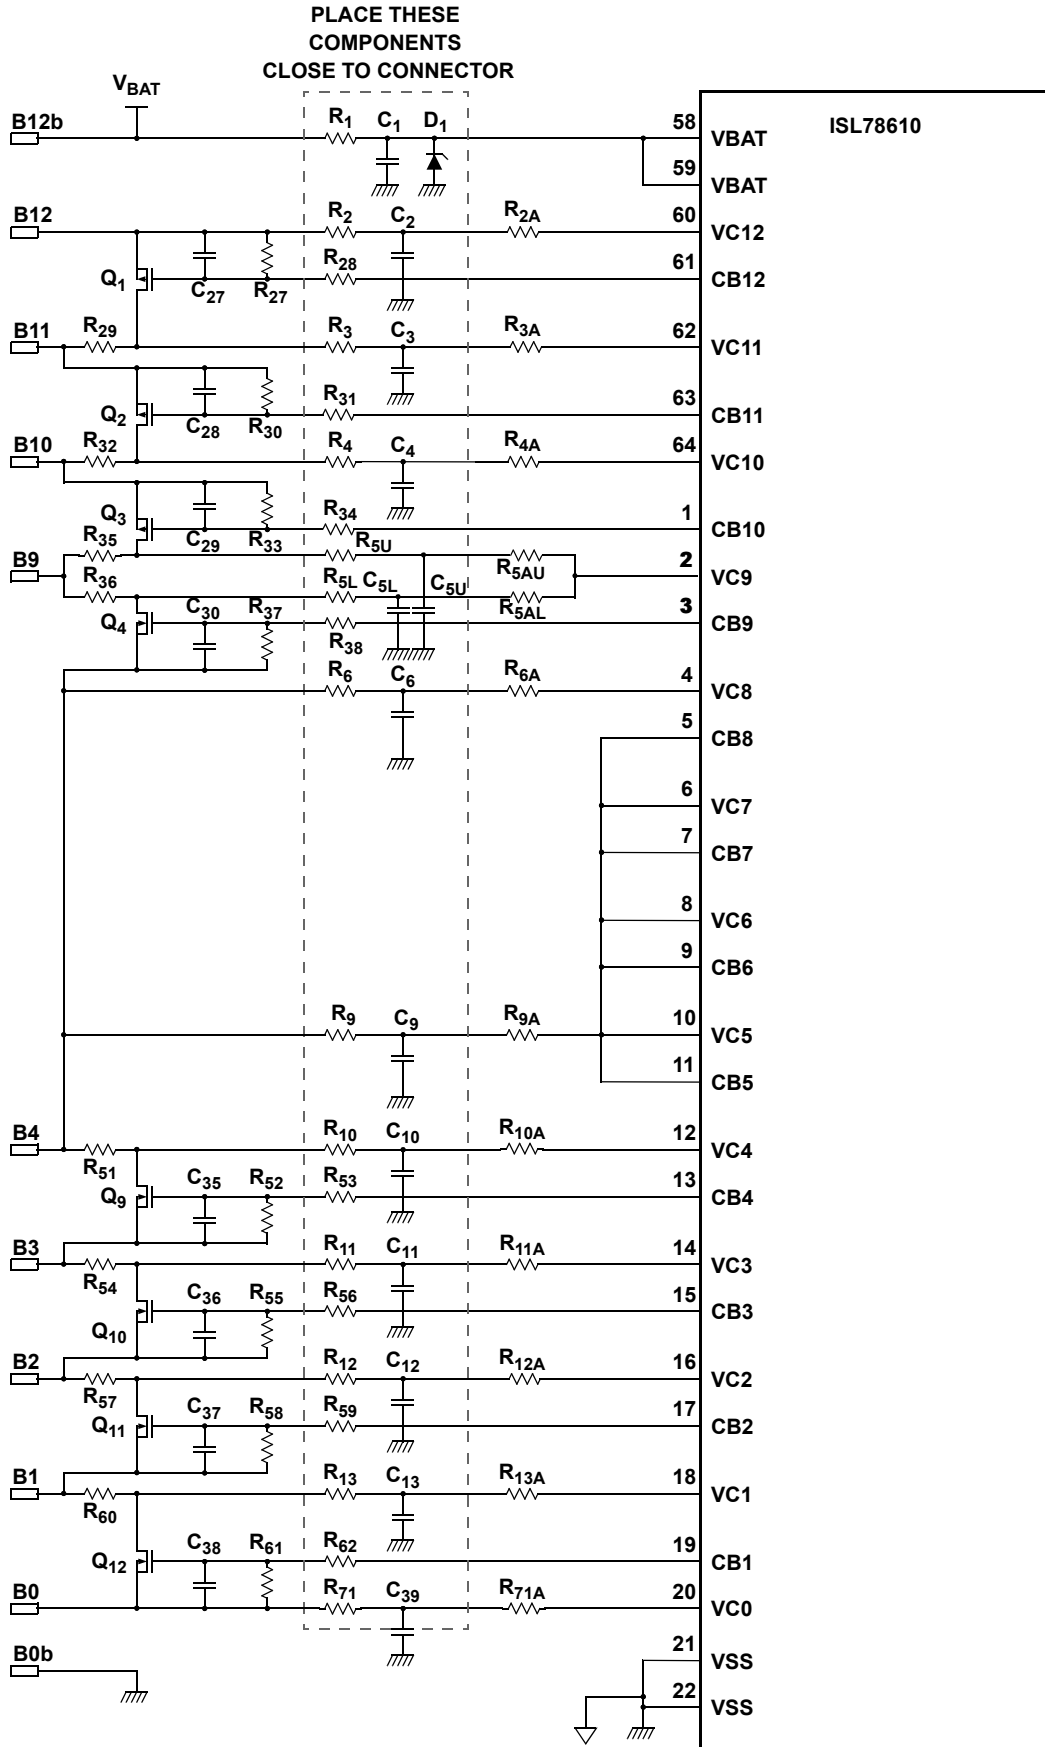 PLACE THESE
COMPONENTS
CLOSE TO CONNECTOR
VBAT
B12b
R1 C1 D1
58 VBAT
ISL78610
59 VBAT
B12
R2 C2 R2A
60 VC12
Q1 C27 R27 R28
61 CB12
B11 R29
R3 C3 R3A
62 VC11
Q2 C28 R30 R31
63 CB11
B10 R32
R4 C4 R4A
64 VC10
Q3 C29 R33 R34
1 CB10
B9 R35 R5U R5AU
2 VC9
R36 R5L C5L C5U R5AL
Q4 C30 R37 R38
3 CB9
R6 C6 R6A
4 VC8
5 CB8
6 VC7
7 CB7
8 VC6
9 CB6
R9 C9 R9A
10 VC5
11 CB5
B4 R51
R10 C10 R10A
12 VC4
Q9 C35 R52 R53
13 CB4
B3 R54
R11 C11 R11A
14 VC3
Q10 C36 R55 R56
15 CB3
B2 R57
R12 C12 R12A
16 VC2
Q11 C37 R58 R59
17 CB2
B1 R60
R13 C13 R13A
18 VC1
Q12 C38 R61 R62
19 CB1
B0
R71 C39 R71A
20 VC0
B0b
21 VSS
22 VSS